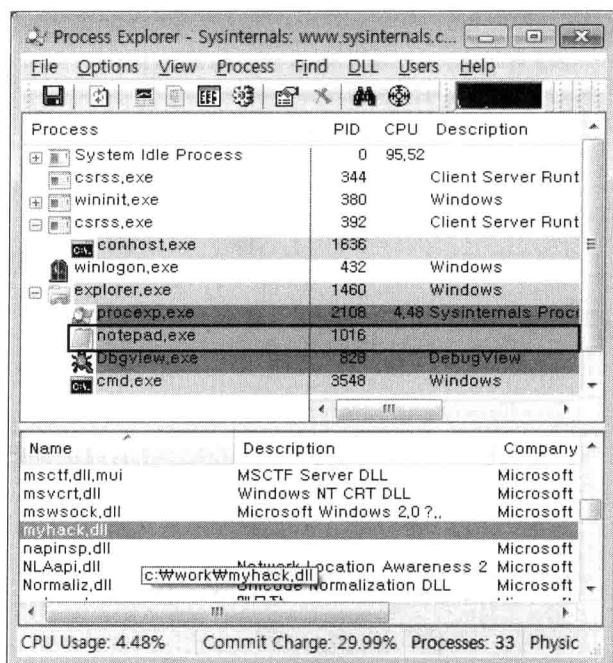 Process Explorer - Sysinternals: www.sysinternals.c...
File Options View Process Find DLL Users Help
Process PID CPU Description
System Idle Process 0 95,52
csrss,exe 344 Client Server Runt
wininit,exe 380 Windows
csrss,exe 392 Client Server Runt
conhost,exe 1636
winlogon,exe 432 Windows
explorer,exe 1460 Windows
procexp,exe 2108 4,48 Sysinternals Proc
notepad,exe 1016
Dbgview,exe 828 DebugView
cmd,exe 3548 Windows
Name Description Company
msctf,dll,mui MSCTF Server DLL Microsoft
msvcrt,dll Windows NT CRT DLL Microsoft
mswsock,dll Microsoft Windows 2,0 ?,, Microsoft
myhack,dll
napinsp,dll Microsoft
NLAapi,dll Network Location Awareness 2 Microsoft
c:₩work₩myhack,dll
Normaliz,dll Unicode Normalization DLL Microsoft
CPU Usage: 4.48% Commit Charge: 29.99% Processes: 33 Physic